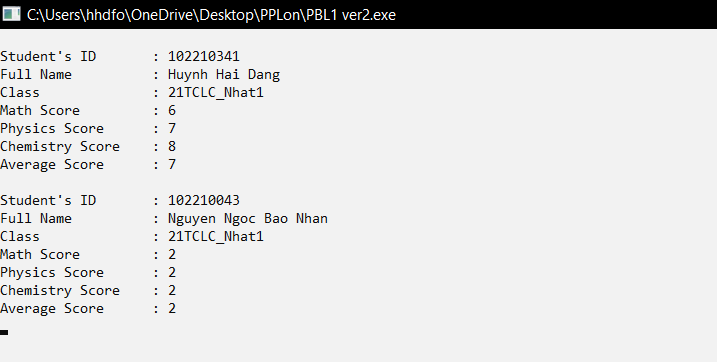 C:\Users\hhdfo\OneDrive\Desktop\PPLon\PBL1 ver2.exe
Student's ID : 102210341
Full Name : Huynh Hai Dang
Class : 21TCLC_Nhat1
Math Score : 6
Physics Score : 7
Chemistry Score : 8
Average Score : 7
Student's ID : 102210043
Full Name : Nguyen Ngoc Bao Nhan
Class : 21TCLC_Nhat1
Math Score : 2
Physics Score : 2
Chemistry Score : 2
Average Score : 2